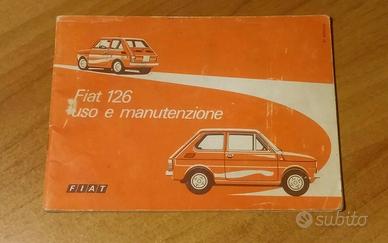 Fiat 126
uso e manutenzione
FIAT
subito